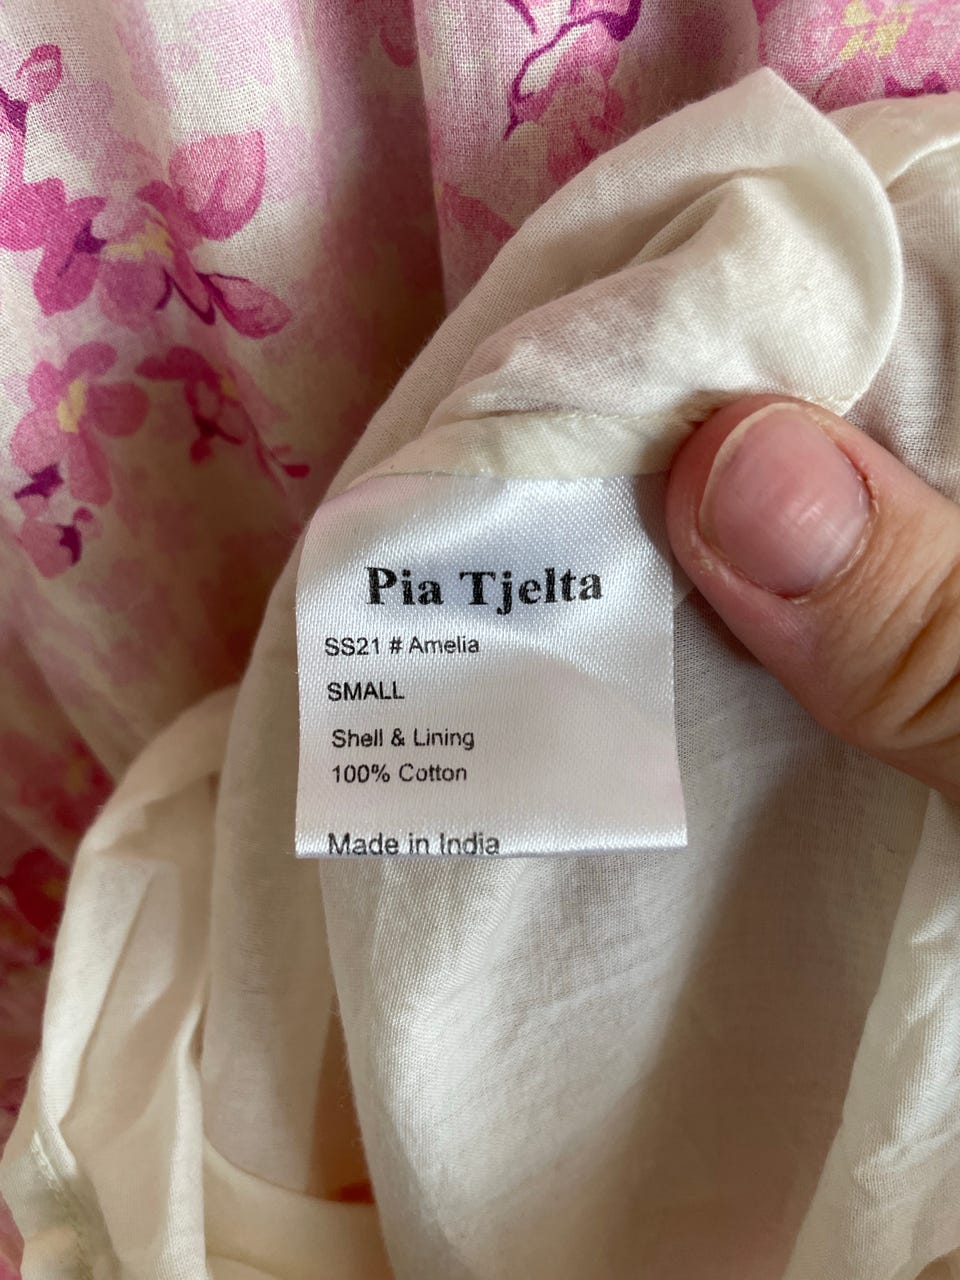 Pia Tjelta
SS21 # Amelia
SMALL
Shell & Lining
100% Cotton
Made in India